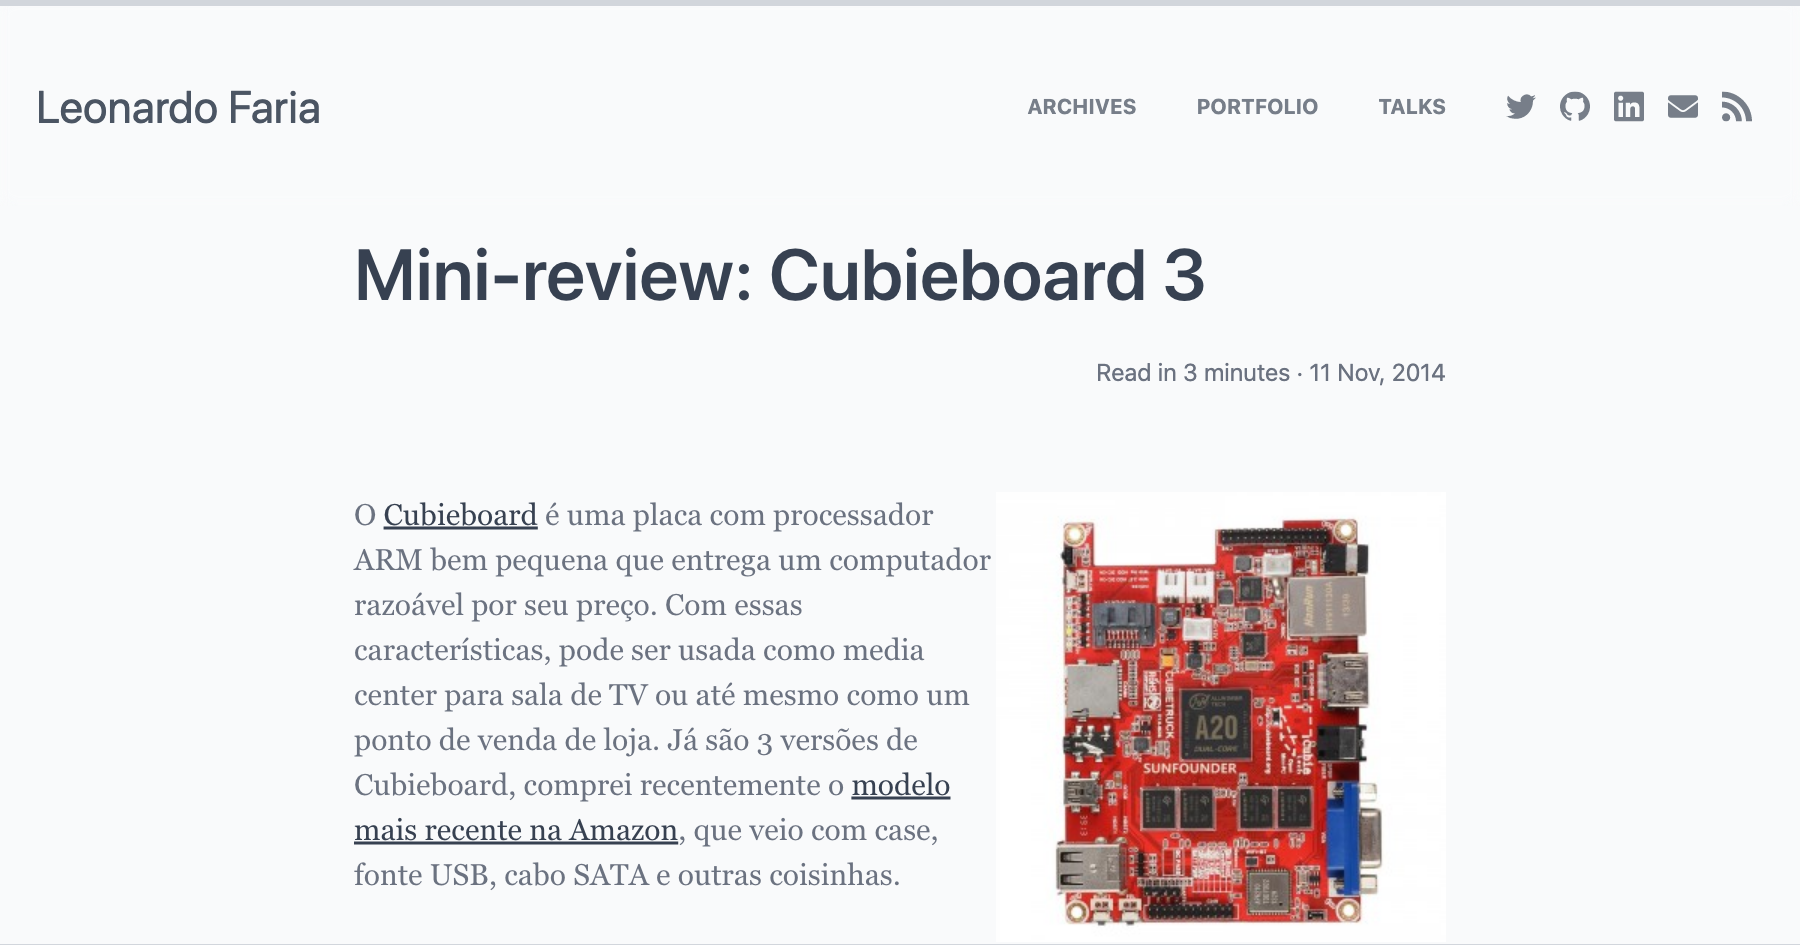 Leonardo Faria
ARCHIVES PORTFOLIO TALKS
Mini-review: Cubieboard 3
Read in 3 minutes · 11 Nov, 2014
O Cubieboard é uma placa com processador
ARM bem pequena que entrega um computador
razoável por seu preço. Com essas
características, pode ser usada como media
center para sala de TV ou até mesmo como um
ponto de venda de loja. Já são 3 versões de
Cubieboard, comprei recentemente o modelo
mais recente na Amazon, que veio com case,
fonte USB, cabo SATA e outras coisinhas.
HanRun
CUBIETRUCK
A20
DUAL-CORE
SUNFOUNDER